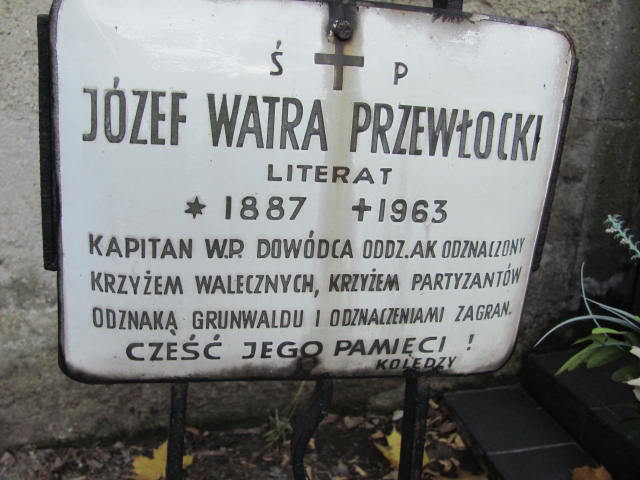 Ś P
JÓZEF WATRA PRZEWŁOCKI
LITERAT
* 1887 +1963
KAPITAN W.P. DOWÓDCA ODDZ.AK ODZNACZONY
KRZYŻEM WALECZNYCH, KRZYŻEM PARTYZANTÓW
ODZNAKĄ GRUNWALDU I ODZNACZENIAMI ZAGRAN.
CZEŚĆ JEGO PAMIĘCI !
KOLEDZY